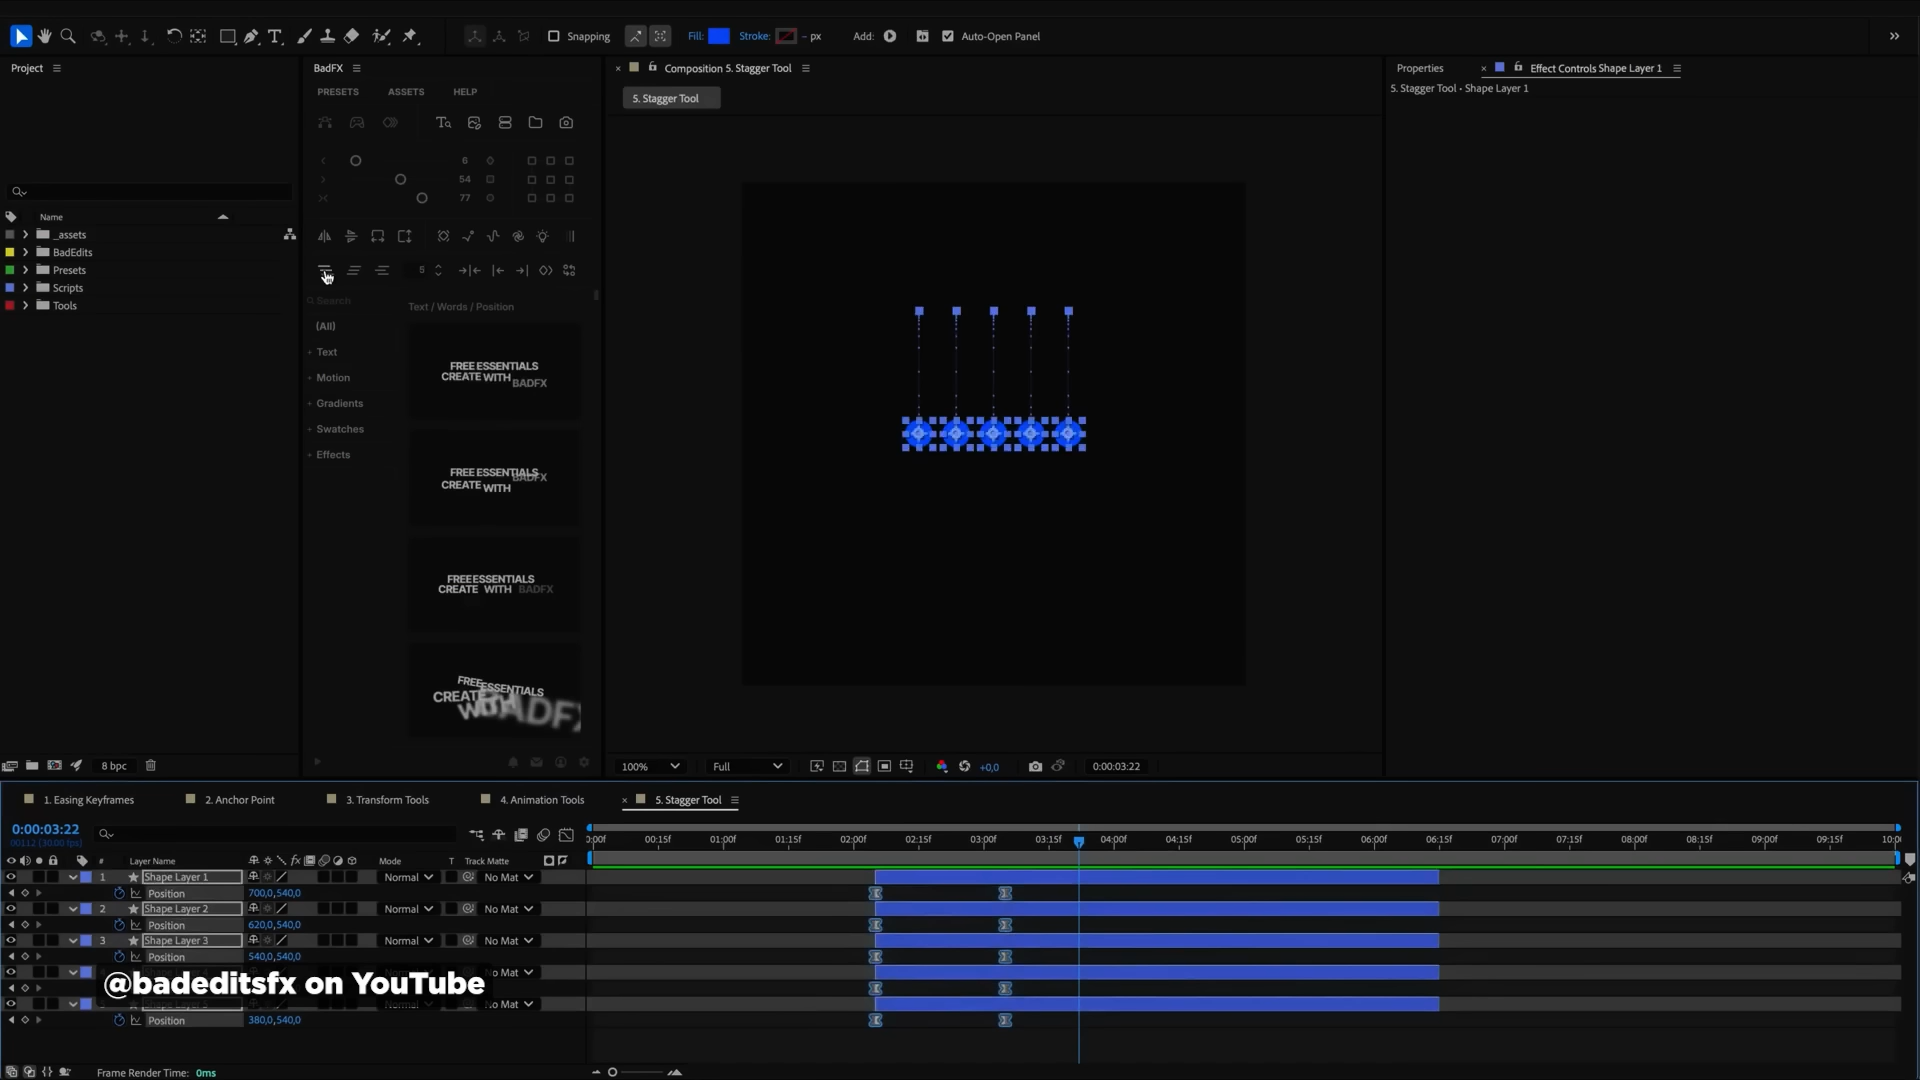 Snapping
Fill:
Stroke:
- px
Add:
Auto-Open Panel
Project
BadFX
Composition 5. Stagger Tool
Properties
Effect Controls Shape Layer 1
PRESETS
ASSETS
HELP
5. Stagger Tool
5. Stagger Tool • Shape Layer 1
6
54
77
Name
_assets
BadEdits
Presets
Scripts
Tools
5
Search
Text / Words / Position
(All)
Text
Motion
Gradients
Swatches
Effects
FREE ESSENTIALS
CREATE WITH BADFX
FREE ESSENTIALS
CREATE WITH BADFX
FREE ESSENTIALS
CREATE WITH BADFX
FREE ESSENTIALS
CREATE WITH BADFX
8 bpc
100%
Full
+0,0
0:00:03:22
1. Easing Keyframes
2. Anchor Point
3. Transform Tools
4. Animation Tools
5. Stagger Tool
0:00:03:22
00112 (30.00 fps)
:00f 00:15f 01:00f 01:15f 02:00f 02:15f 03:00f 03:15f 04:00f 04:15f 05:00f 05:15f 06:00f 06:15f 07:00f 07:15f 08:00f 08:15f 09:00f 09:15f 10:0
# Layer Name fx Mode T Track Matte
1 Shape Layer 1 Normal No Mat
Position 700,0,540,0
2 Shape Layer 2 Normal No Mat
Position 620,0,540,0
3 Shape Layer 3 Normal No Mat
Position 540,0,540,0
Normal No Mat
@badeditsfx on YouTube
Normal No Mat
Position 380,0,540,0
Frame Render Time: 0ms